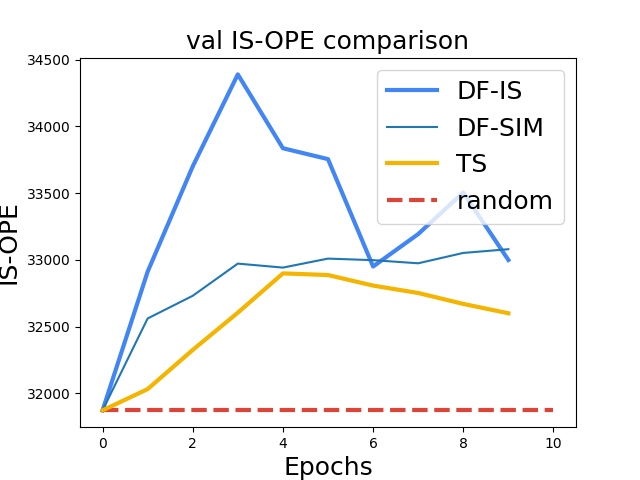 val IS-OPE comparison
IS-OPE
34500
34000
33500
33000
32500
32000
DF-IS
DF-SIM
TS
random
0
2
4
6
8
10
Epochs